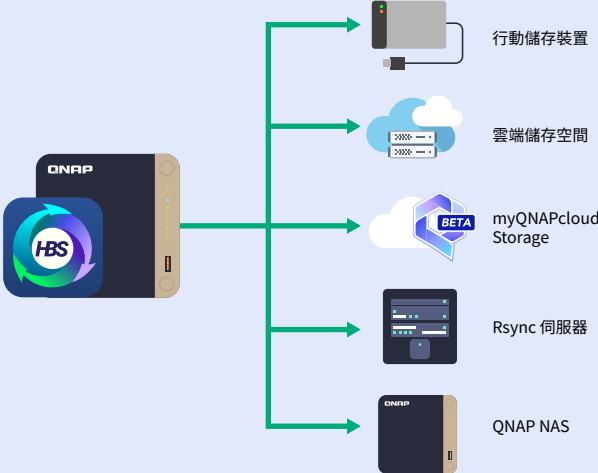 行動儲存裝置
雲端儲存空間
QNAP
HBS
BETA
myQNAPcloud
Storage
Rsync 伺服器
QNAP
QNAP NAS